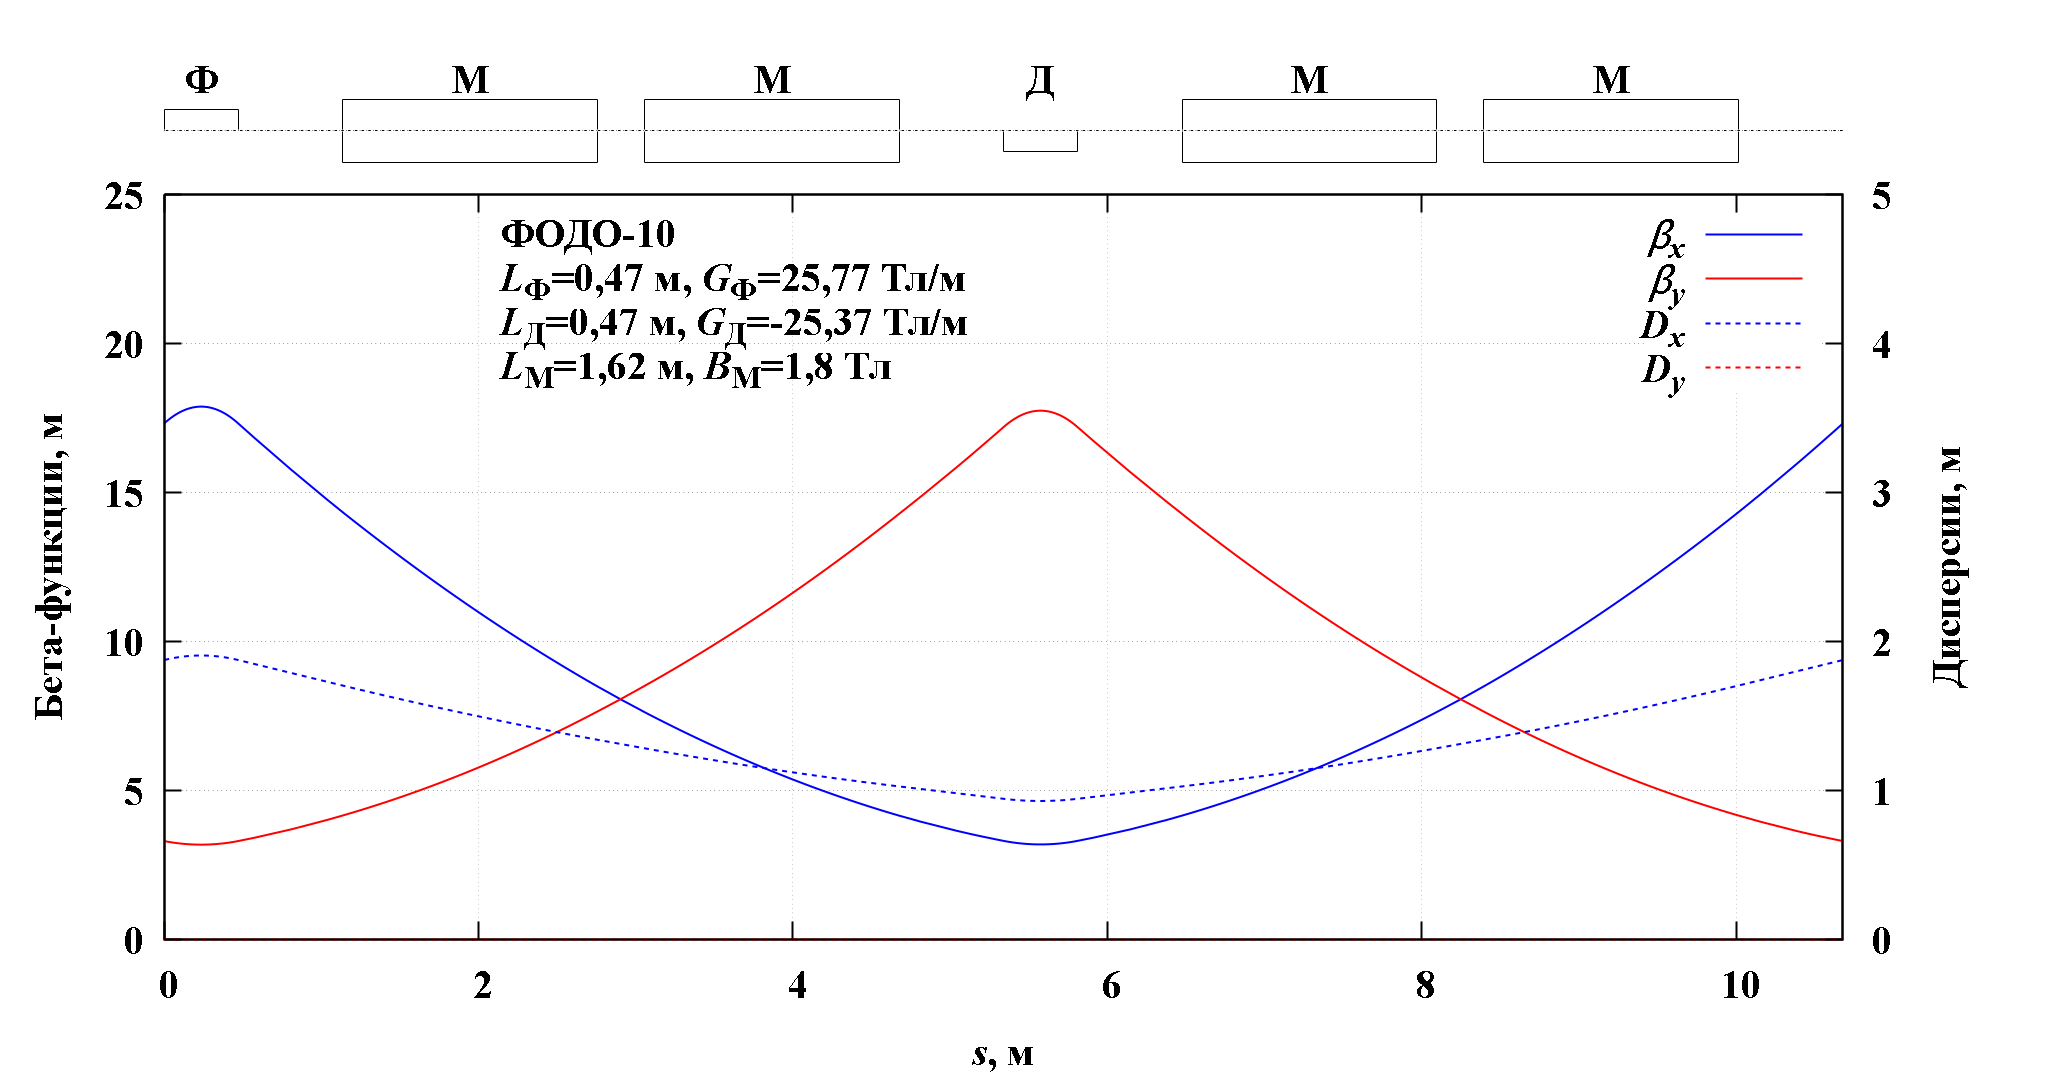 Ф М М Д М М
25 5
ФОДО-10 βx
LФ=0,47 м, GФ=25,77 Тл/м βy
LД=0,47 м, GД=-25,37 Тл/м Dx
20 4
LМ=1,62 м, BМ=1,8 Тл Dy
15 3
10 2
5 1
0 0
Бета-функции, м
Дисперсии, м
0 2 4 6 8 10
s, м